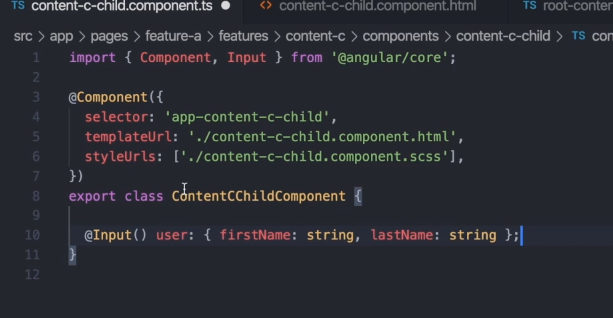 TS content-c-child.component.ts ● <> content-c-child.component.html TS
src > app > pages > feature-a > features > content-c > components > content-c-child > TS
1 import { Component, Input } from '@angular/core';
2
3 @Component({
4 selector: 'app-content-c-child',
5 templateUrl: './content-c-child.component.html',
6 styleUrls: ['./content-c-child.component.scss'],
7 })
8 export class ContentCChildComponent {
9
10 @Input() user: { firstName: string, lastName: string };
11 }
12